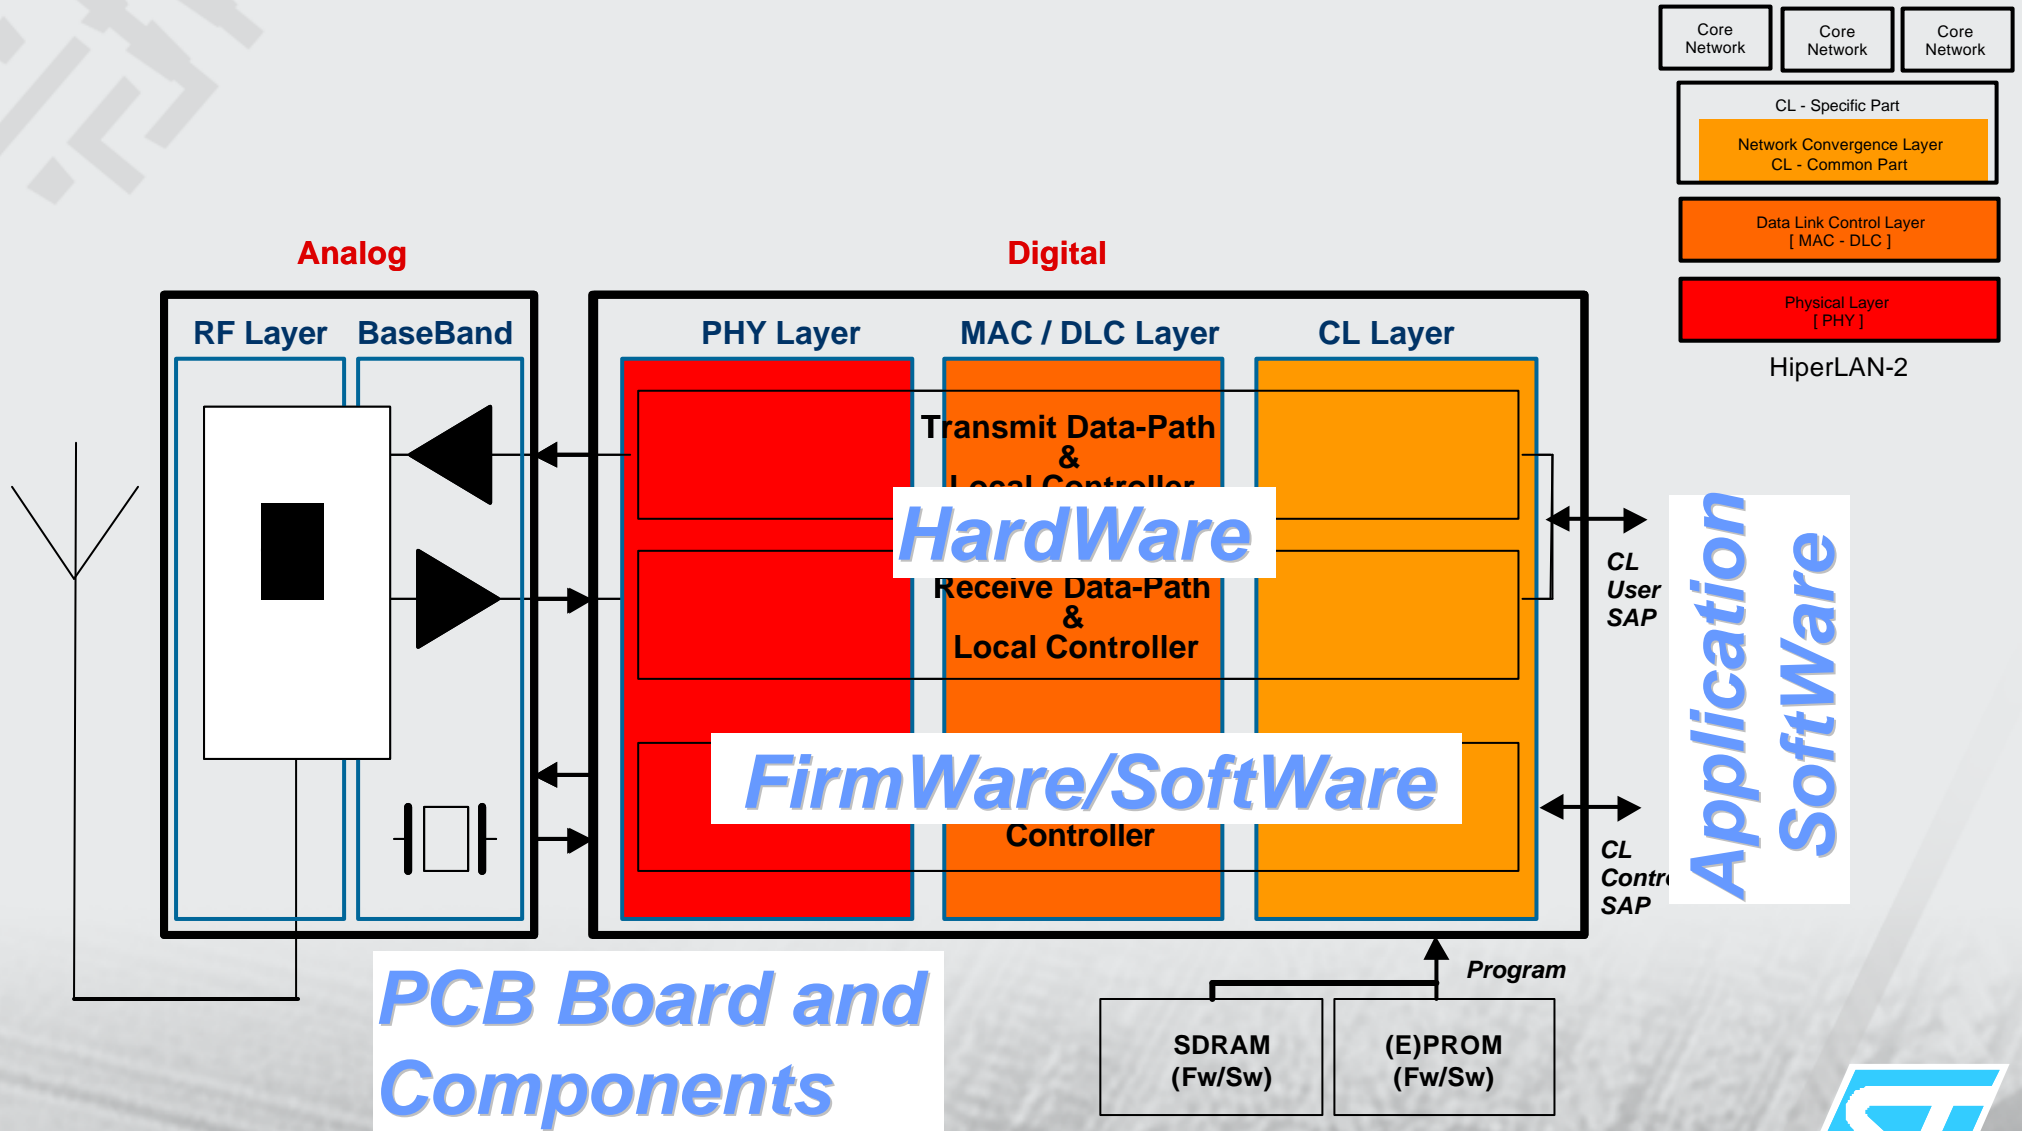 Core
Network
Core
Network
Core
Network
CL - Specific Part
Network Convergence Layer
CL - Common Part
Data Link Control Layer
[ MAC - DLC ]
Physical Layer
[ PHY ]
HiperLAN-2
Analog
Digital
RF Layer
BaseBand
PHY Layer
MAC / DLC Layer
CL Layer
Transmit Data-Path
&
Local Controller
HardWare
Receive Data-Path
&
Local Controller
FirmWare/SoftWare
Controller
CL
User
SAP
CL
SAP
Application
SoftWare
Program
PCB Board and
Components
SDRAM
(Fw/Sw)
(E)PROM
(Fw/Sw)